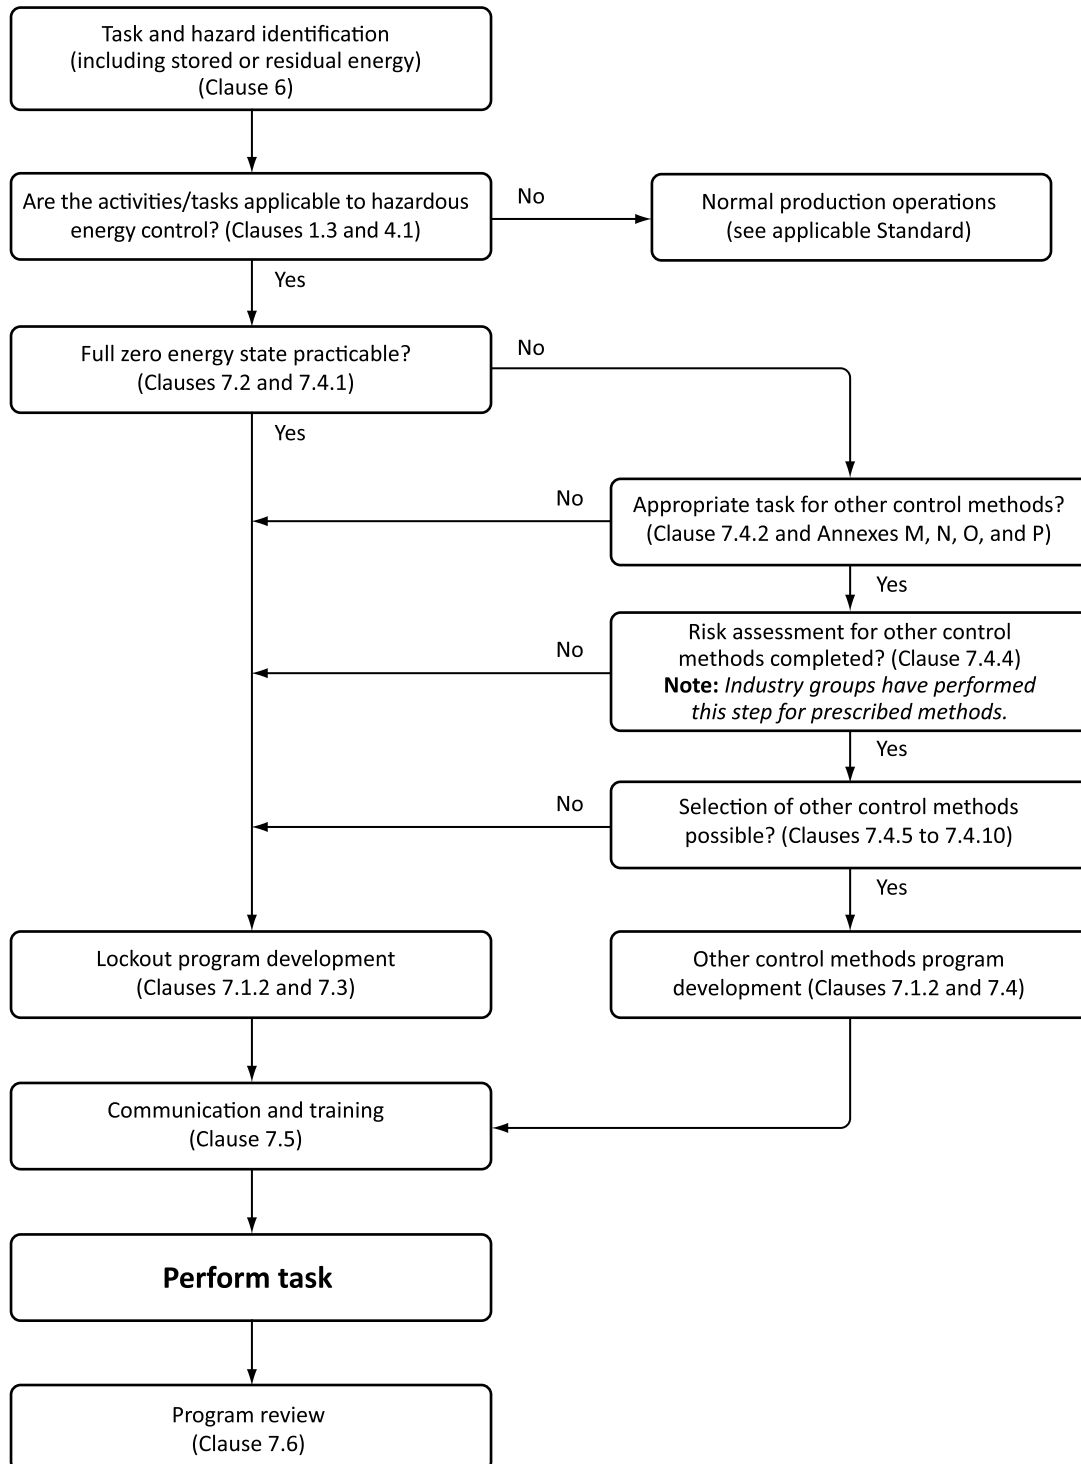 Task and hazard identification
(including stored or residual energy)
(Clause 6)
Are the activities/tasks applicable to hazardous
energy control? (Clauses 1.3 and 4.1)
No
Normal production operations
(see applicable Standard)
Yes
Full zero energy state practicable?
(Clauses 7.2 and 7.4.1)
No
Yes
No
Appropriate task for other control methods?
(Clause 7.4.2 and Annexes M, N, O, and P)
Yes
No
Risk assessment for other control
methods completed? (Clause 7.4.4)
Note: Industry groups have performed
this step for prescribed methods.
Yes
No
Selection of other control methods
possible? (Clauses 7.4.5 to 7.4.10)
Yes
Lockout program development
(Clauses 7.1.2 and 7.3)
Other control methods program
development (Clauses 7.1.2 and 7.4)
Communication and training
(Clause 7.5)
Perform task
Program review
(Clause 7.6)